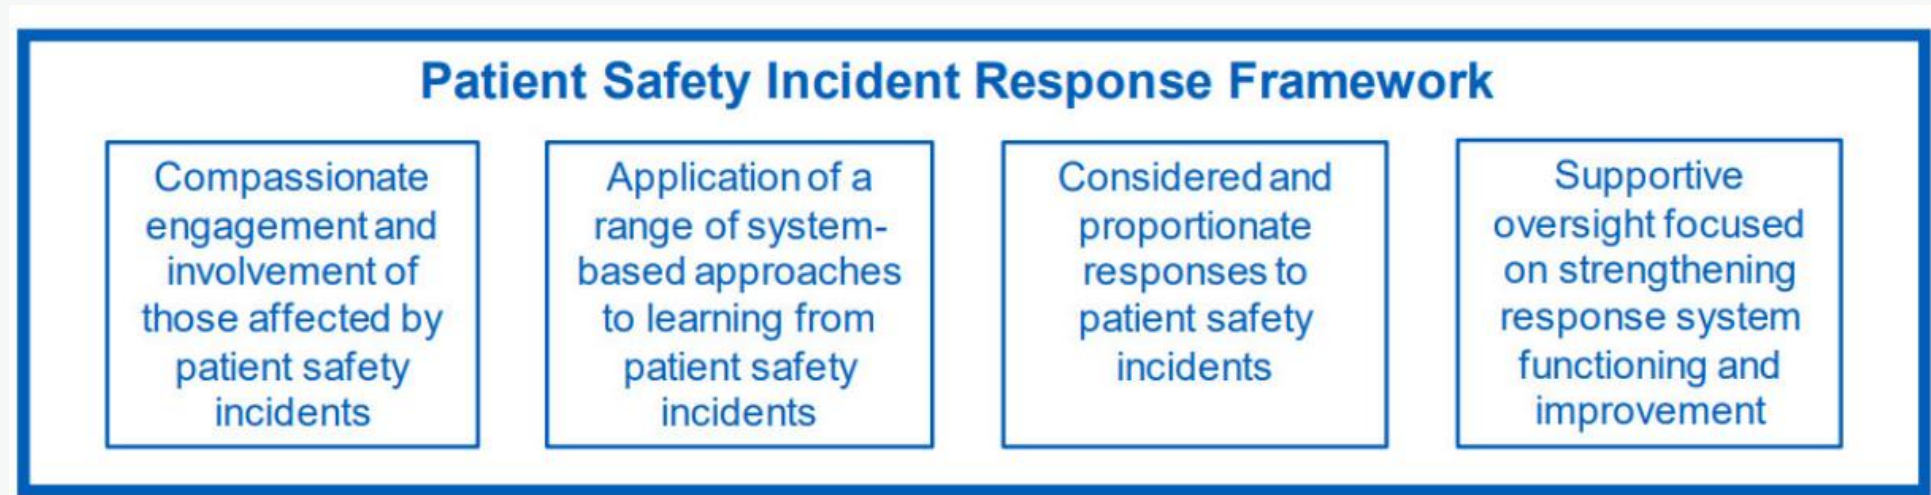 Patient Safety Incident Response Framework
Compassionate
engagement and
involvement of
those affected by
patient safety
incidents
Application of a
range of system-
based approaches
to learning from
patient safety
incidents
Considered and
proportionate
responses to
patient safety
incidents
Supportive
oversight focused
on strengthening
response system
functioning and
improvement